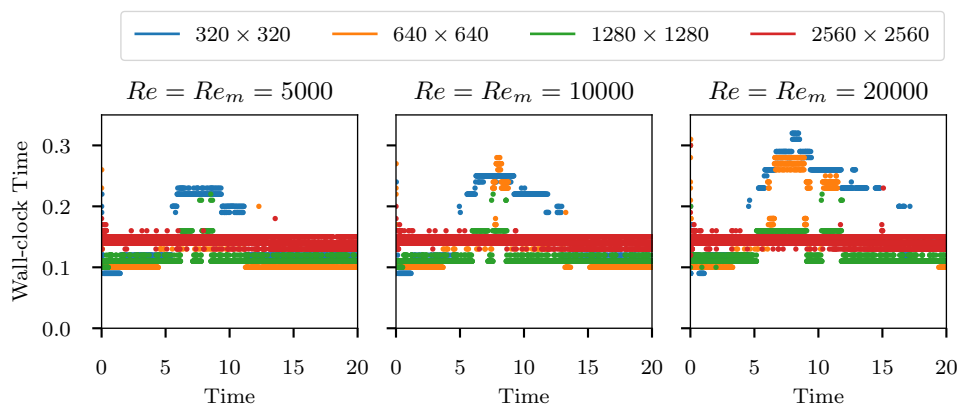 320 × 320 640 × 640 1280 × 1280 2560 × 2560
Re = Re_m = 5000 Re = Re_m = 10000 Re = Re_m = 20000
Wall-clock Time
0.3
0.2
0.1
0.0
0 5 10 15 20 0 5 10 15 20 0 5 10 15 20
Time Time Time